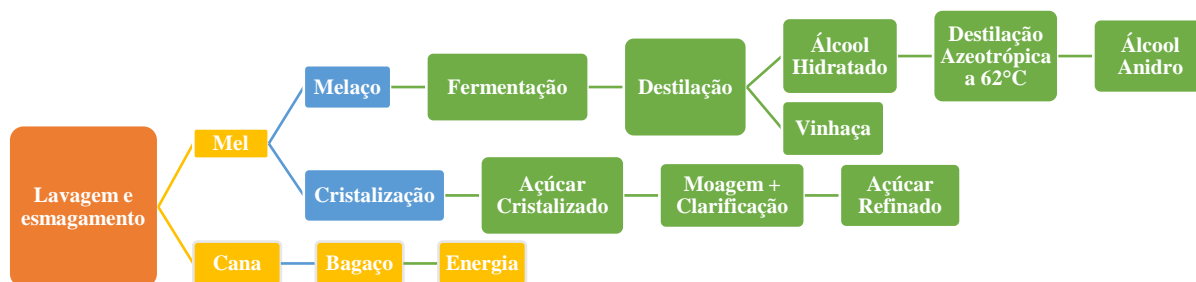 Lavagem e
esmagamento
Mel
Melaço
Fermentação
Destilação
Álcool
Hidratado
Destilação
Azeotrópica
a 62°C
Álcool
Anidro
Vinhaça
Cristalização
Açúcar
Cristalizado
Moagem +
Clarificação
Açúcar
Refinado
Cana
Bagaço
Energia